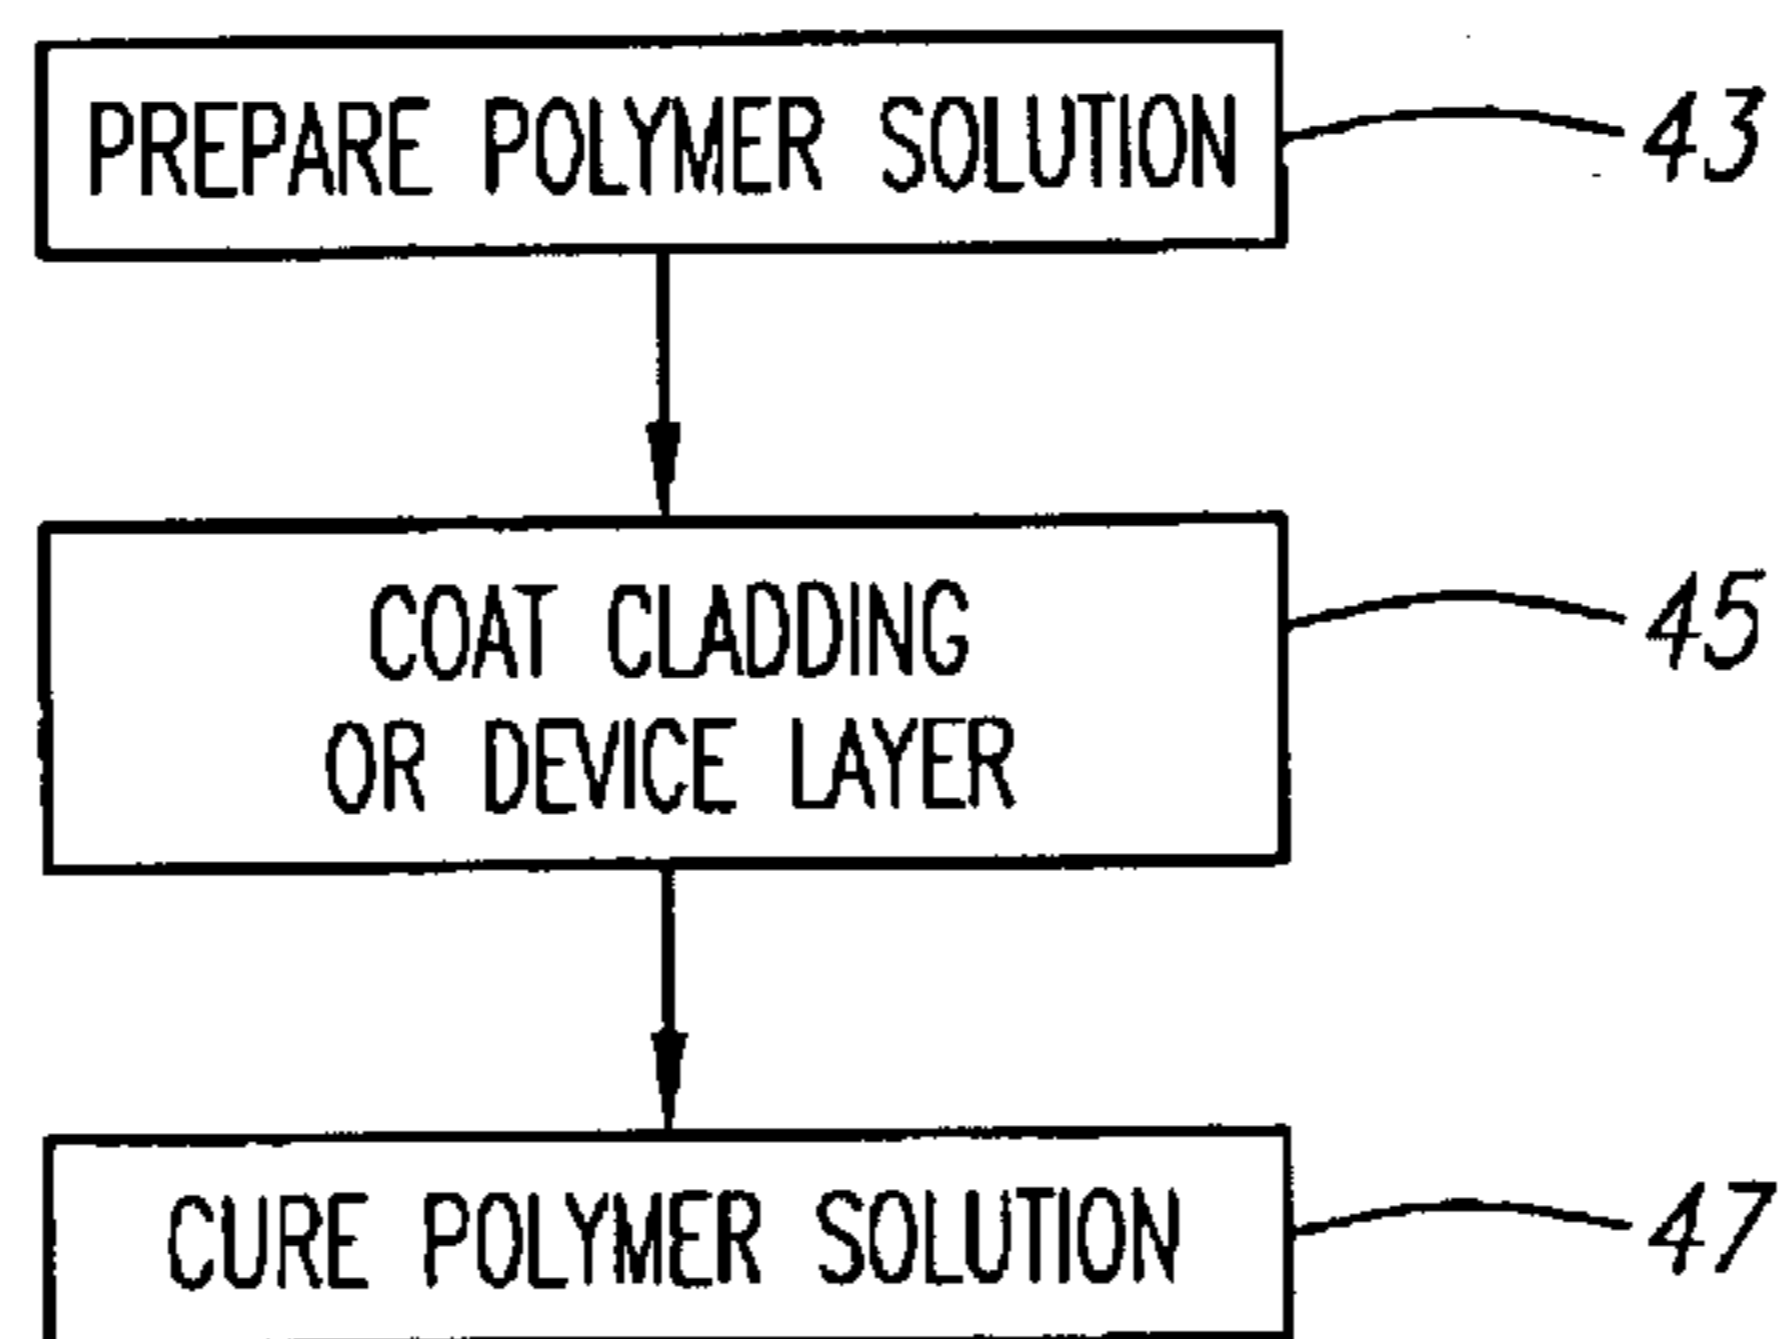 PREPARE POLYMER SOLUTION
43
COAT CLADDING
OR DEVICE LAYER
45
CURE POLYMER SOLUTION
47